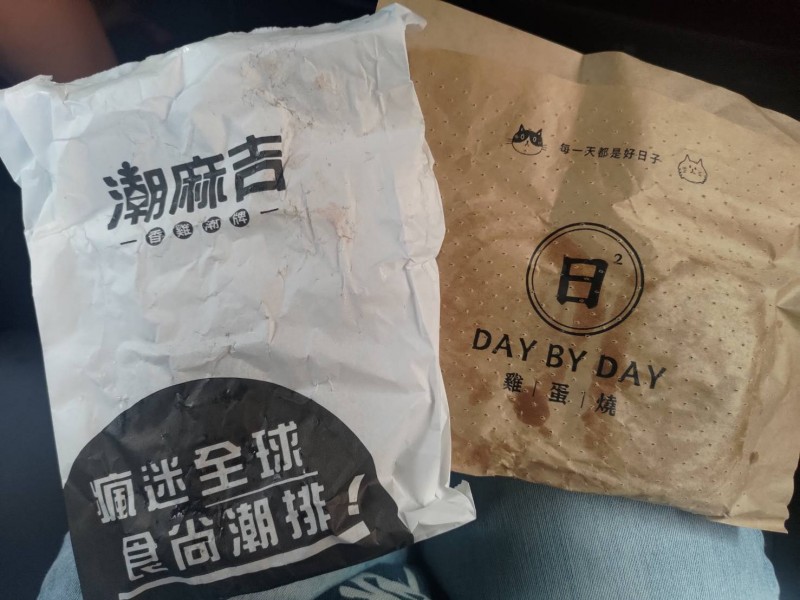 潮麻吉
香雞潮牌
瘋迷全球
食尚潮排！
每一天都是好日子
日²
DAY BY DAY
雞｜蛋｜燒